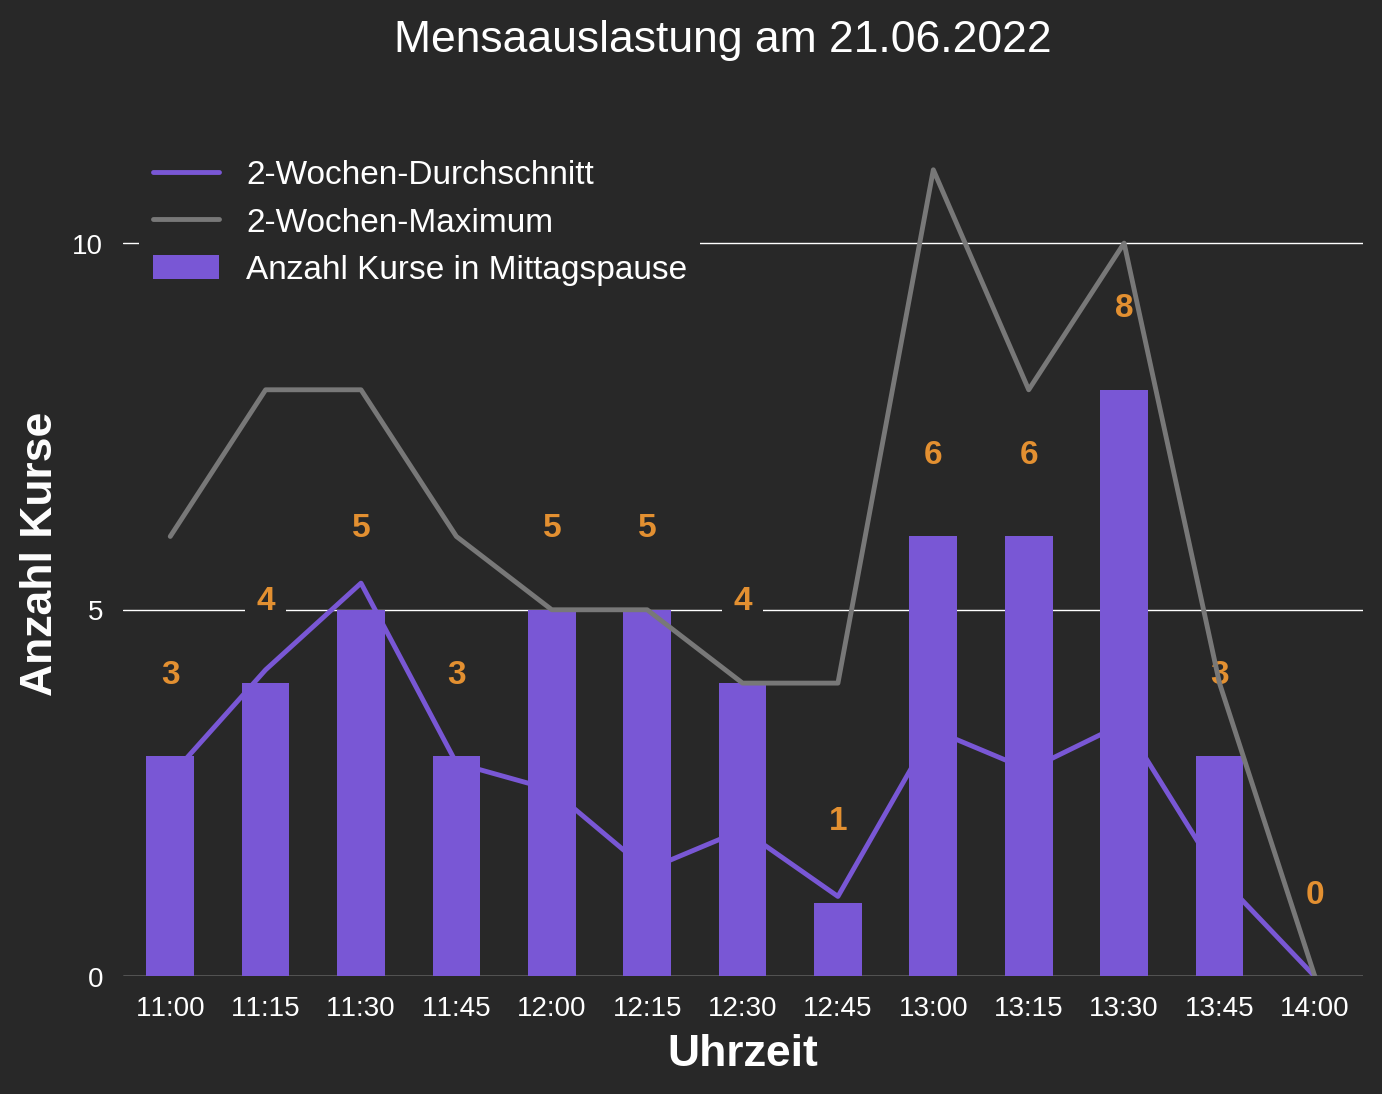 Mensaauslastung am 21.06.2022
2-Wochen-Durchschnitt
2-Wochen-Maximum
Anzahl Kurse in Mittagspause
Anzahl Kurse
10
5
0
3
4
5
3
5
5
4
1
6
6
8
3
0
11:00 11:15 11:30 11:45 12:00 12:15 12:30 12:45 13:00 13:15 13:30 13:45 14:00
Uhrzeit